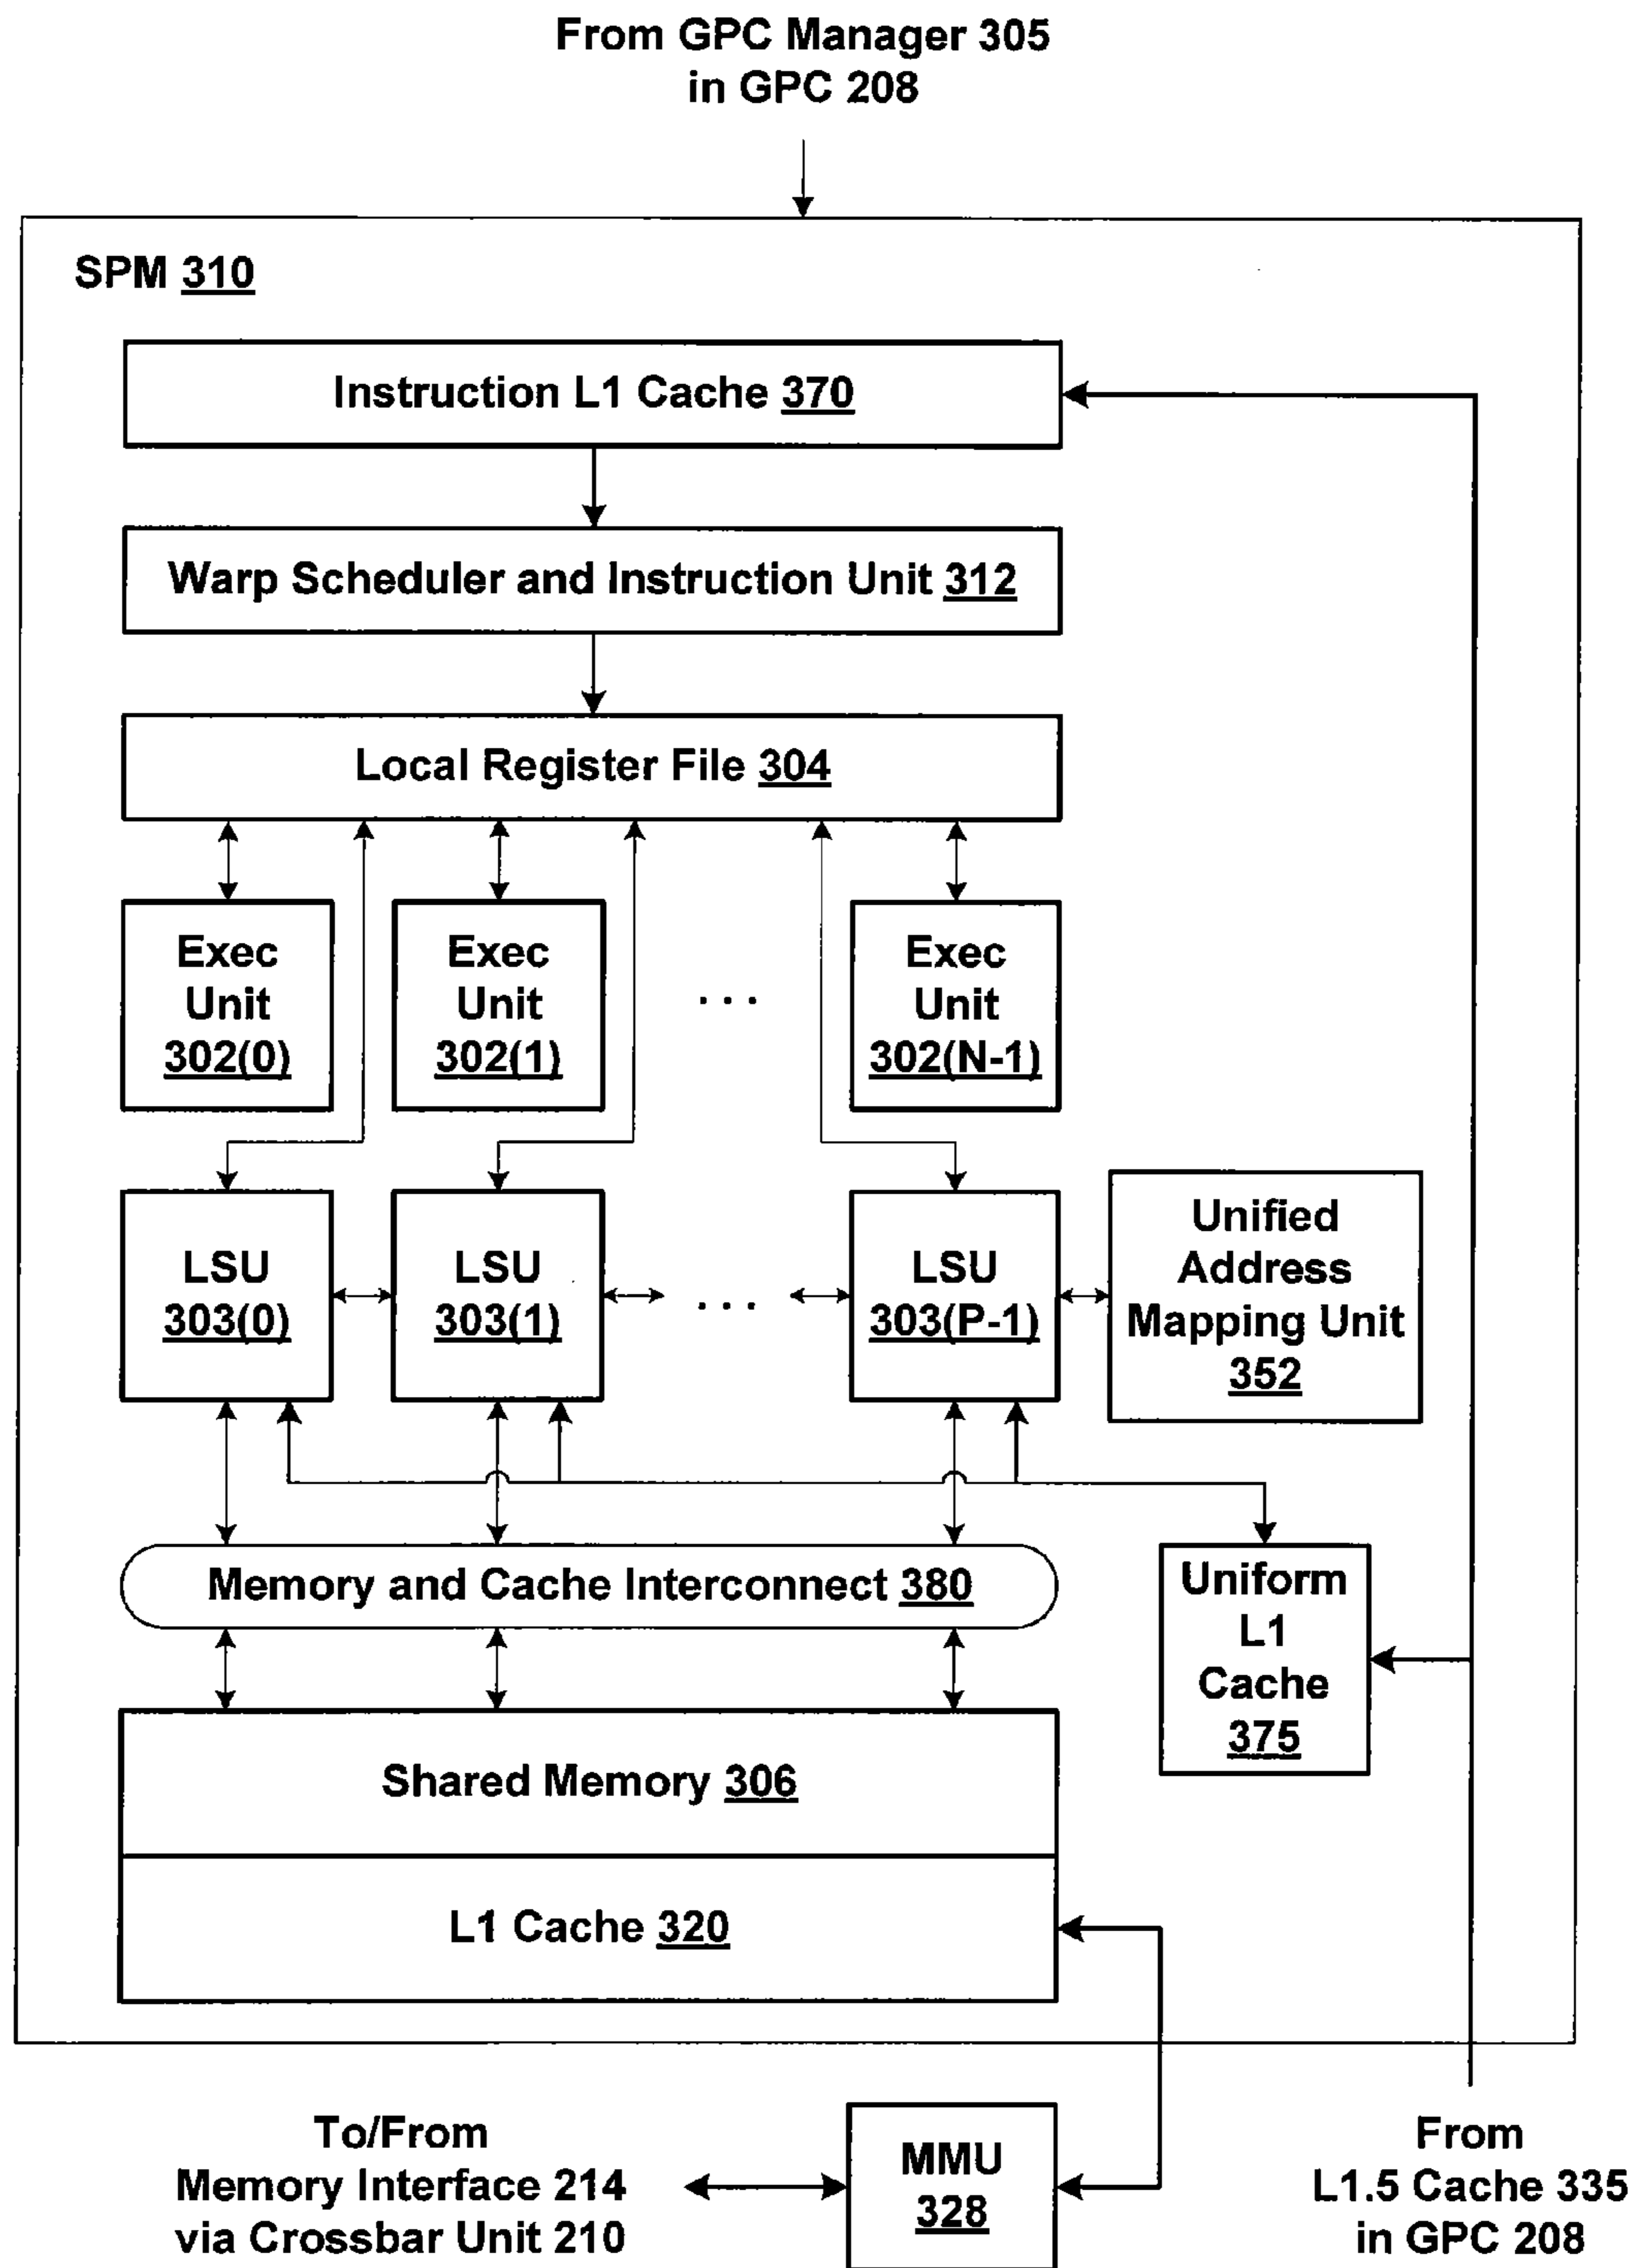 From GPC Manager 305
in GPC 208
SPM 310
Instruction L1 Cache 370
Warp Scheduler and Instruction Unit 312
Local Register File 304
Exec
Unit
302(0)
Exec
Unit
302(1)
. . .
Exec
Unit
302(N-1)
LSU
303(0)
LSU
303(1)
. . .
LSU
303(P-1)
Unified
Address
Mapping Unit
352
Memory and Cache Interconnect 380
Uniform
L1
Cache
375
Shared Memory 306
L1 Cache 320
To/From
Memory Interface 214
via Crossbar Unit 210
MMU
328
From
L1.5 Cache 335
in GPC 208